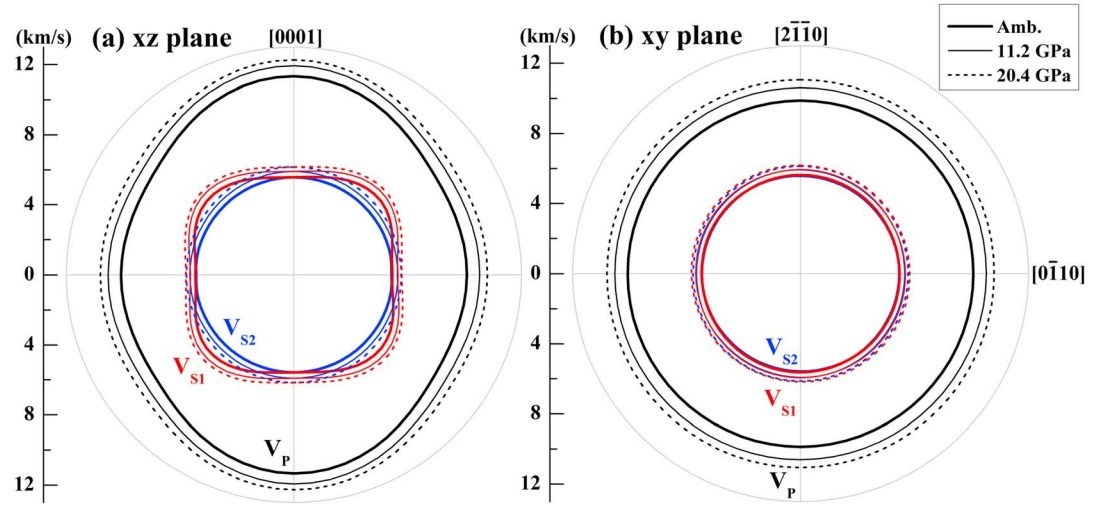 (km/s)
(a) xz plane
[0001]
12
8
4
0
4
8
12
V_S2
V_S1
V_P
(b) xy plane
[2̅1̅10]
12
8
4
0
4
8
12
[01̅10]
V_S2
V_S1
V_P
Amb.
11.2 GPa
20.4 GPa